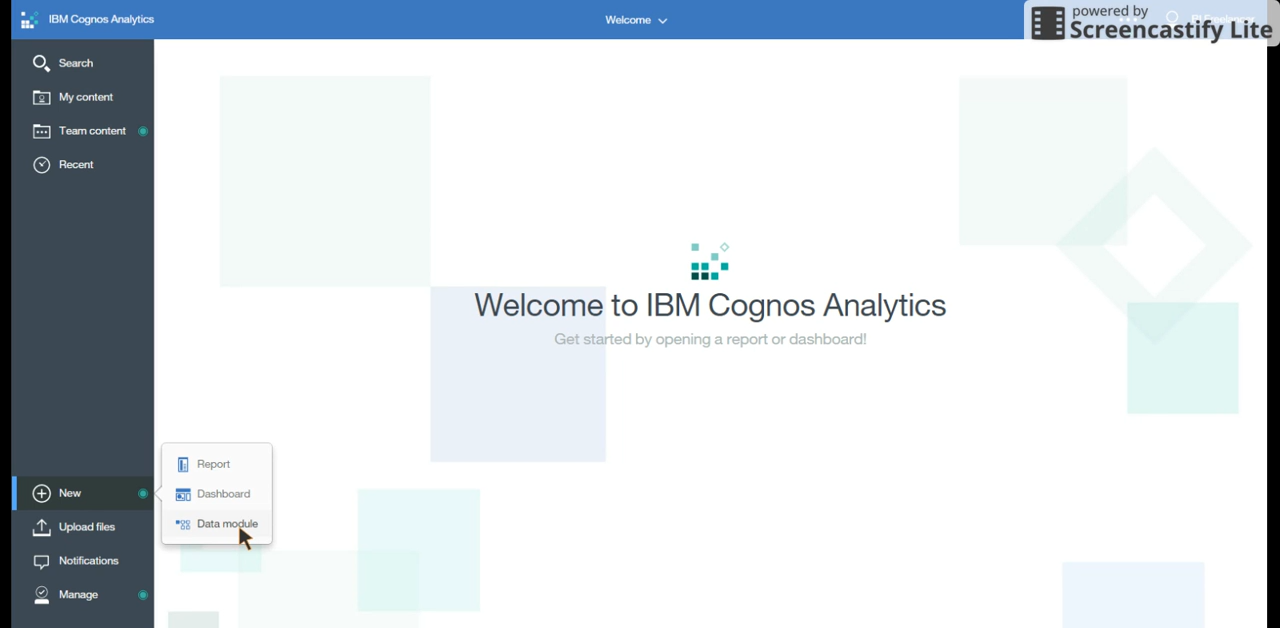 IBM Cognos Analytics
Welcome
powered by
Screencastify Lite
Search
My content
Team content
Recent
Welcome to IBM Cognos Analytics
Get started by opening a report or dashboard!
Report
New
Dashboard
Data module
Upload files
Notifications
Manage